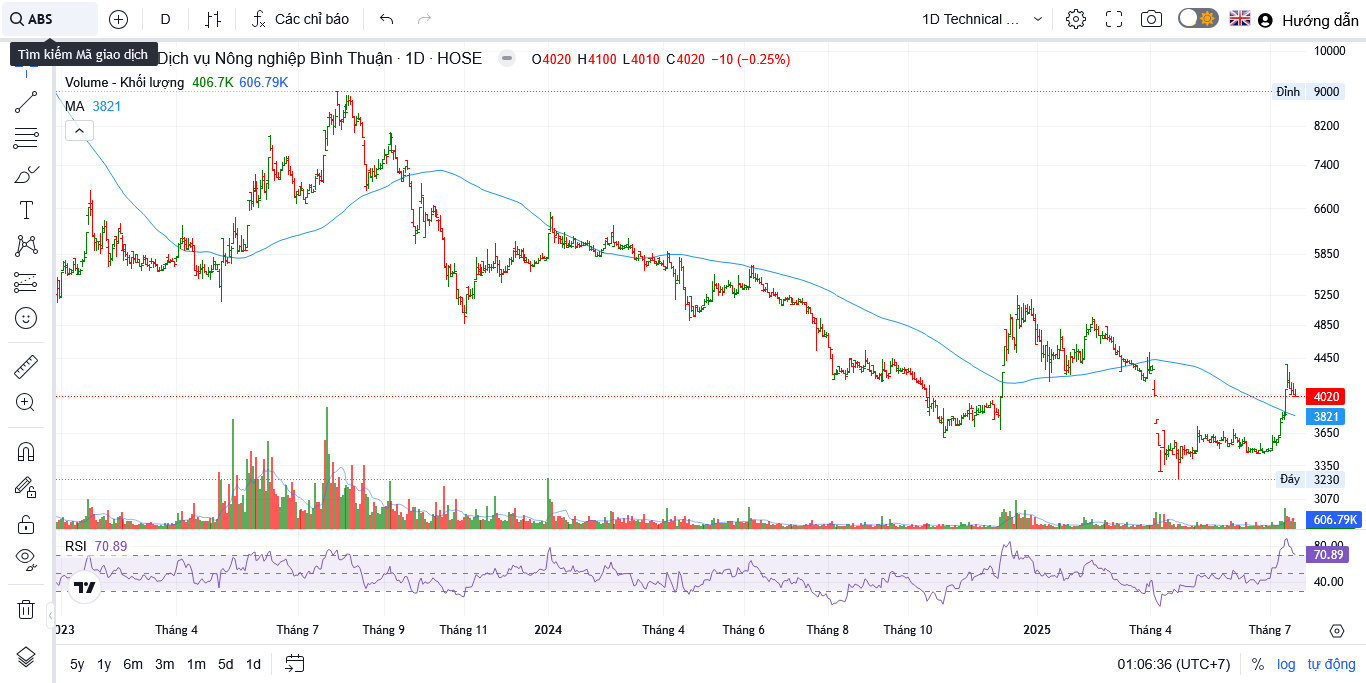 ABS
D
Các chỉ báo
1D Technical ...
Hướng dẫn
Tìm kiếm Mã giao dịch
Dịch vụ Nông nghiệp Bình Thuận · 1D · HOSE
O4020 H4100 L4010 C4020 −10 (−0.25%)
Volume - Khối lượng 406.7K 606.79K
MA 3821
10000
Đỉnh 9000
8200
7400
6600
5850
5250
4850
4450
4020
3821
3650
3350
Đáy 3230
3070
606.79K
RSI 70.89
80.00
70.89
40.00
2023 Tháng 4 Tháng 7 Tháng 9 Tháng 11 2024 Tháng 4 Tháng 6 Tháng 8 Tháng 10 2025 Tháng 4 Tháng 7
5y 1y 6m 3m 1m 5d 1d
01:06:36 (UTC+7) % log tự động